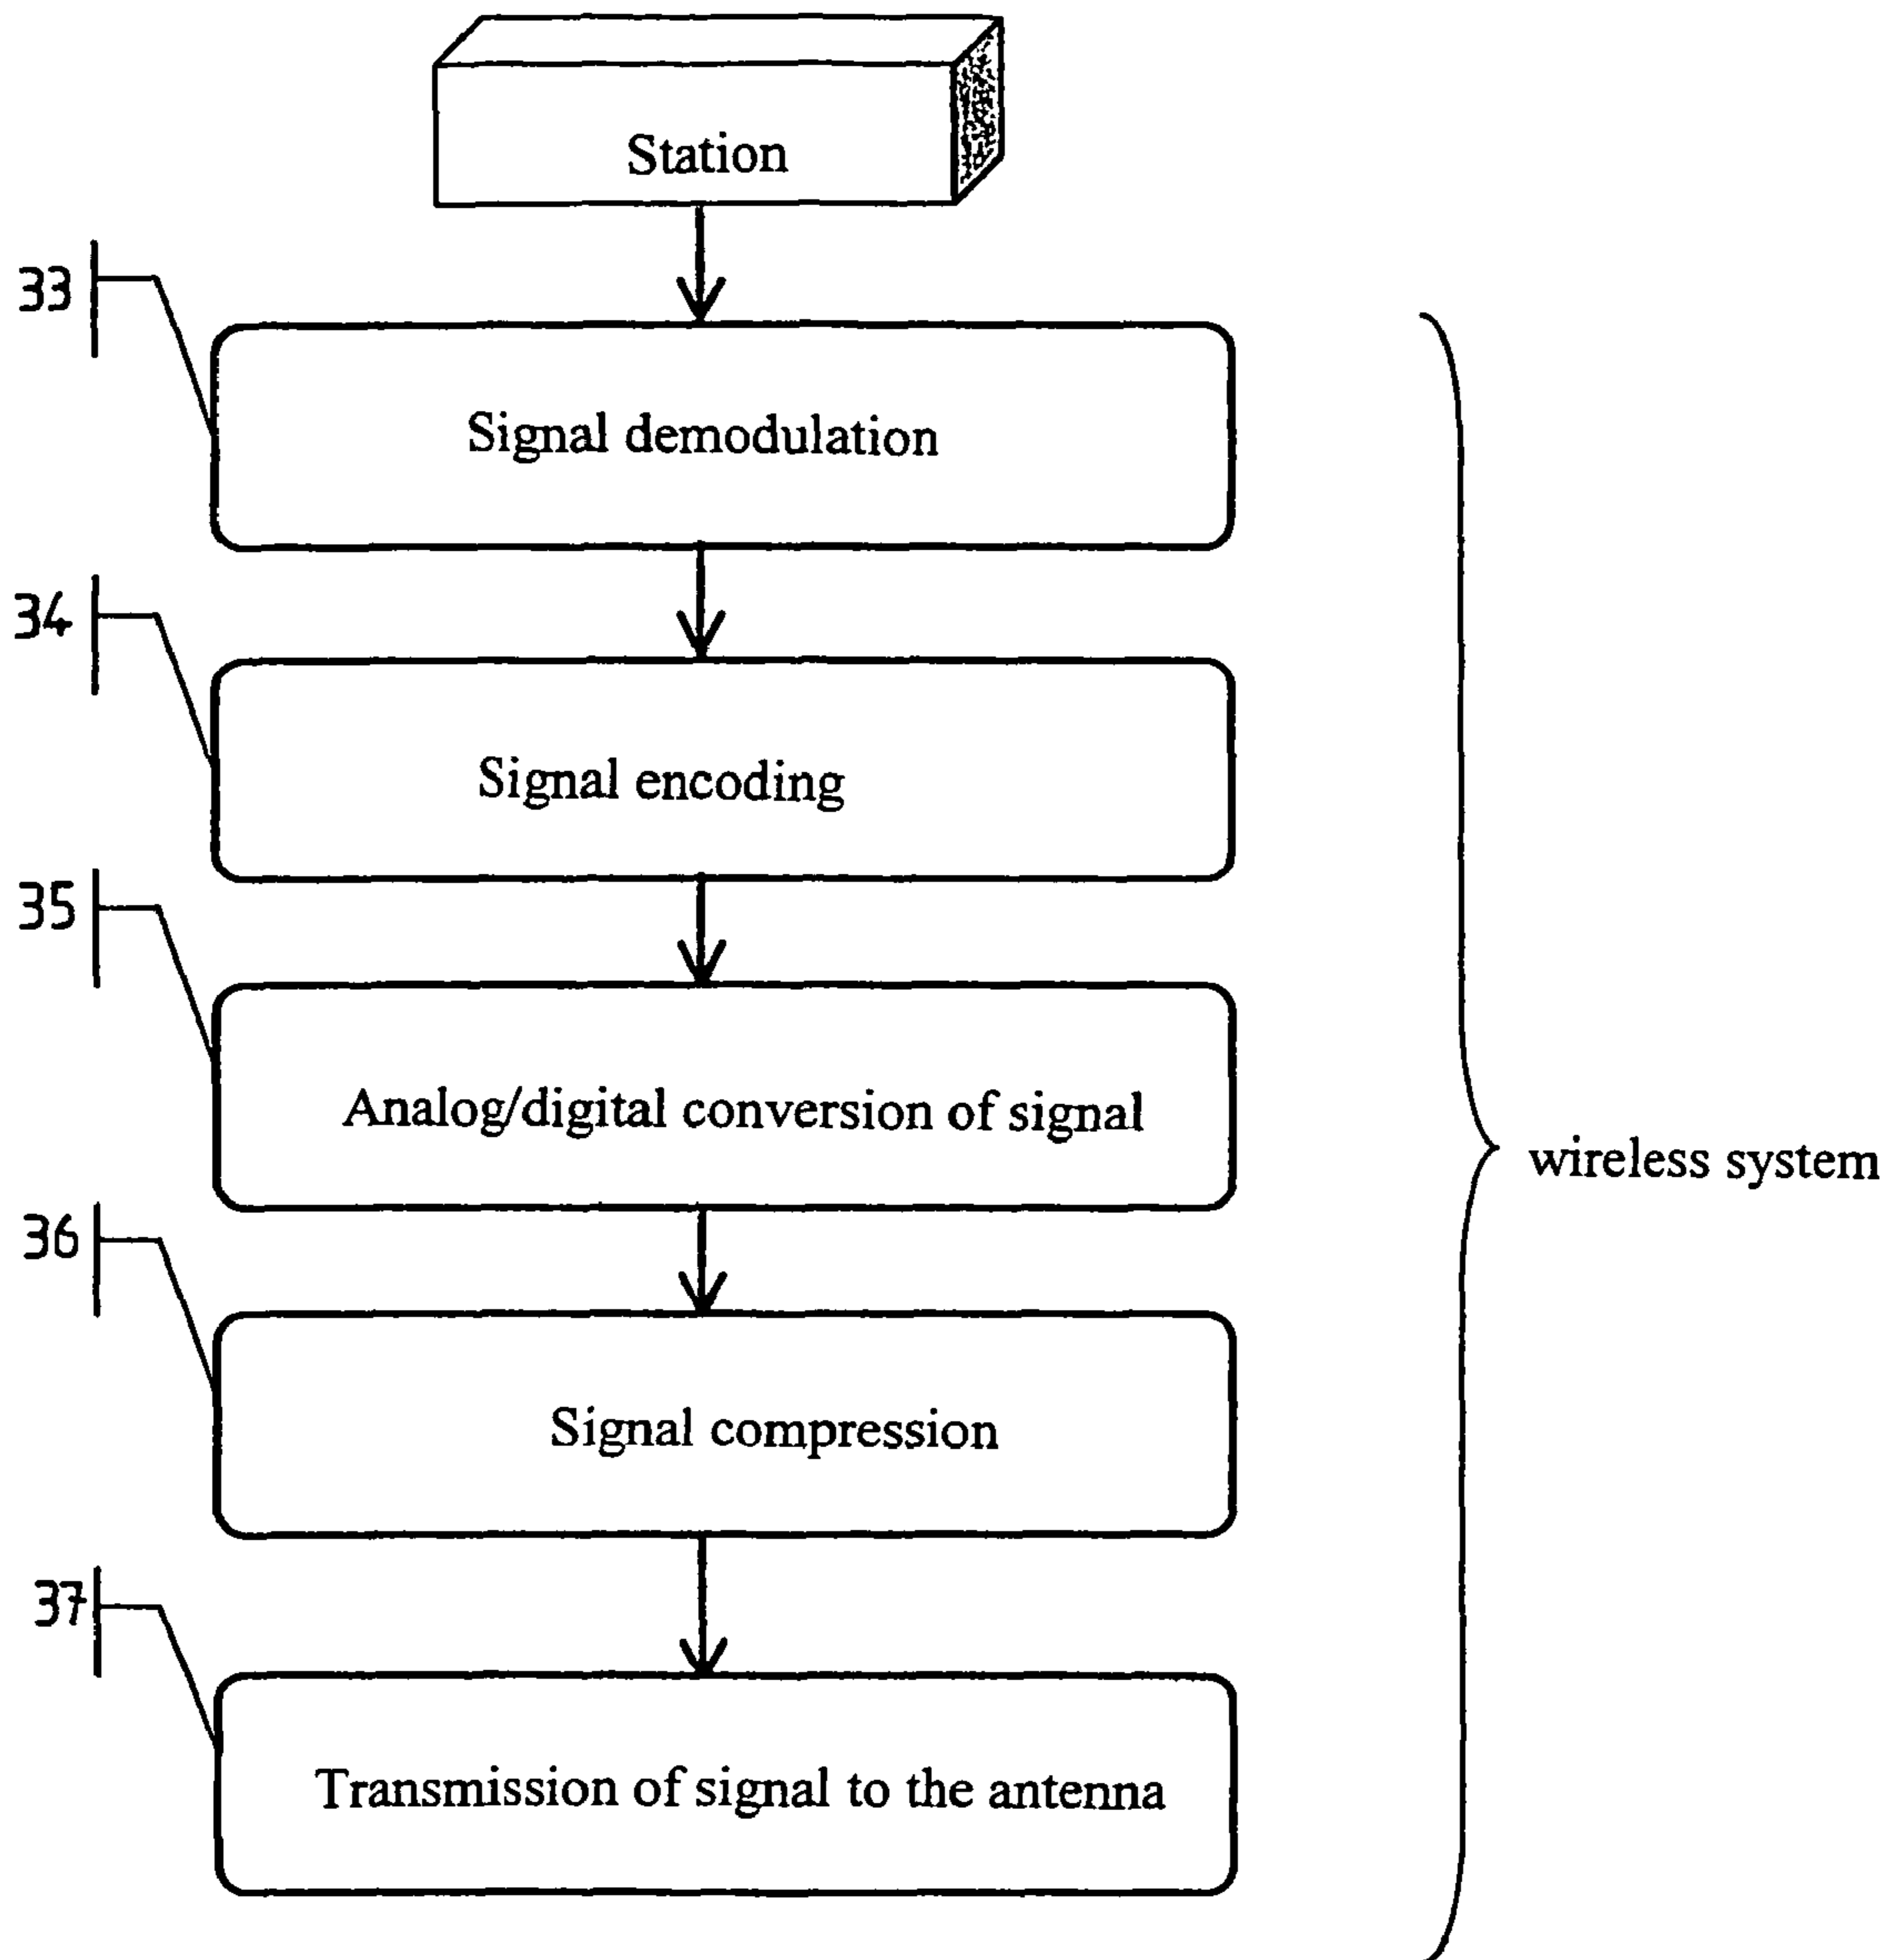 Station
33
Signal demodulation
34
Signal encoding
35
Analog/digital conversion of signal
wireless system
36
Signal compression
37
Transmission of signal to the antenna